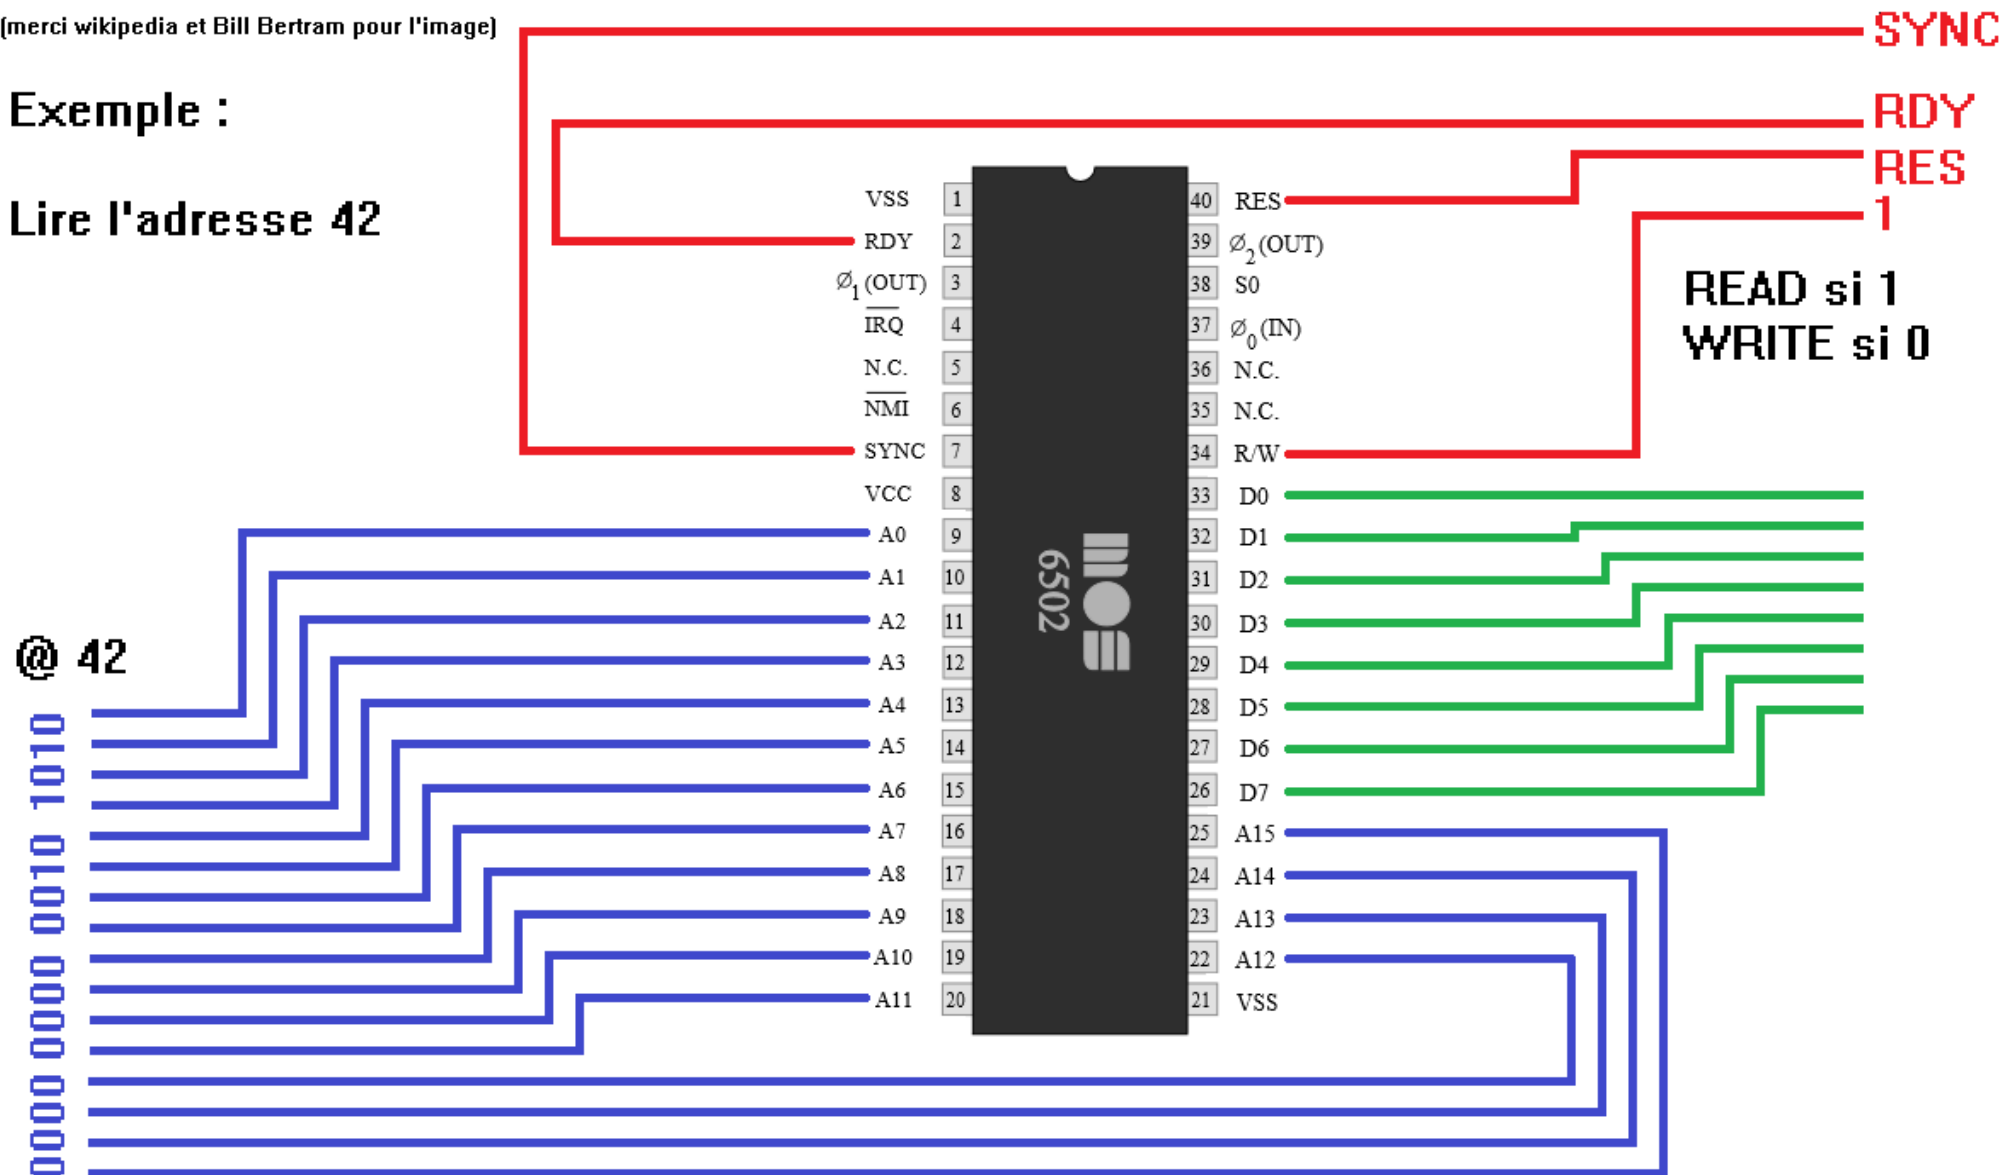 (merci wikipedia et Bill Bertram pour l'image)
SYNC
Exemple :
RDY
RES
1
Lire l'adresse 42
READ si 1
WRITE si 0
VSS 1
RDY 2
Ø1(OUT) 3
IRQ 4
N.C. 5
NMI 6
SYNC 7
VCC 8
A0 9
A1 10
A2 11
A3 12
A4 13
A5 14
A6 15
A7 16
A8 17
A9 18
A10 19
A11 20
MOS
6502
40 RES
39 Ø2(OUT)
38 S0
37 Ø0(IN)
36 N.C.
35 N.C.
34 R/W
33 D0
32 D1
31 D2
30 D3
29 D4
28 D5
27 D6
26 D7
25 A15
24 A14
23 A13
22 A12
21 VSS
@ 42
0000 0000 0010 1010